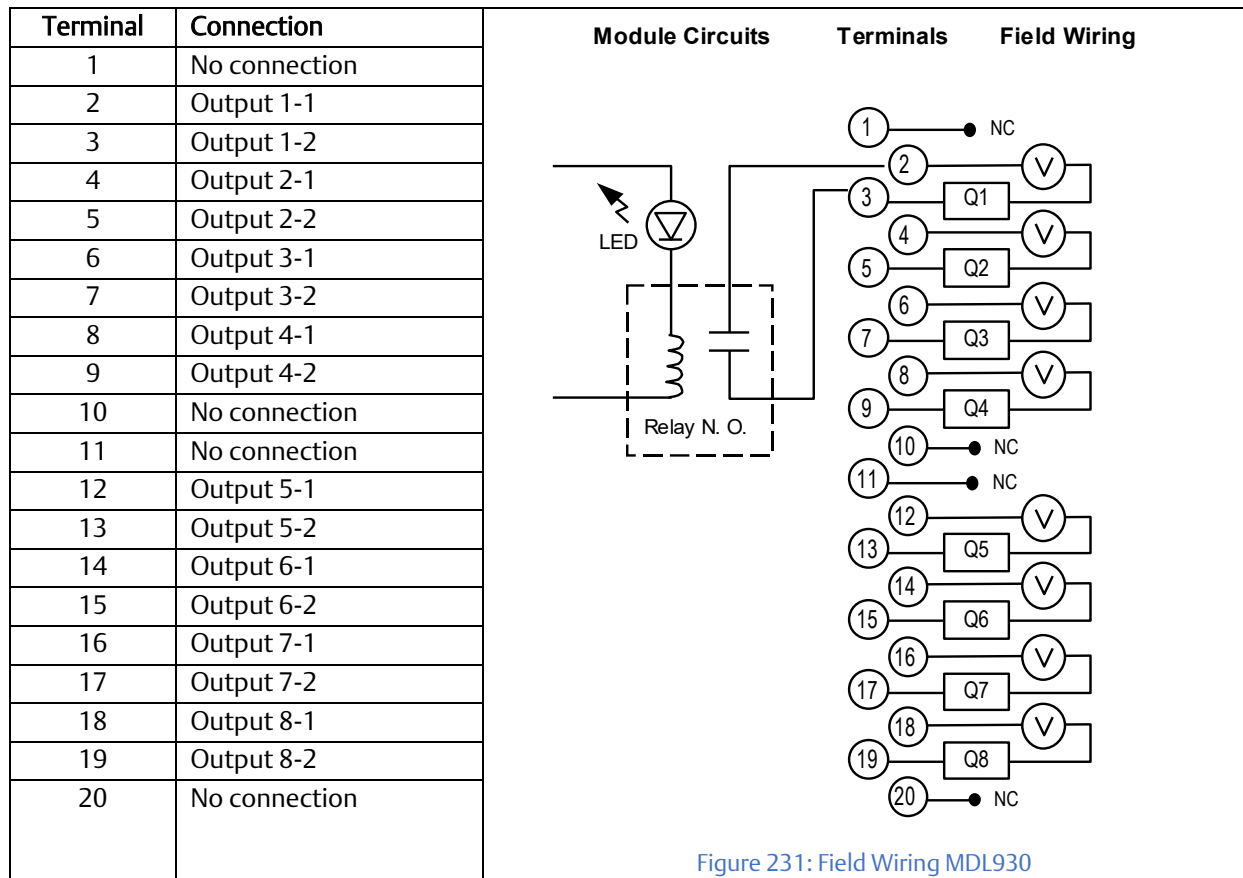 Terminal Connection
1 No connection
2 Output 1-1
3 Output 1-2
4 Output 2-1
5 Output 2-2
6 Output 3-1
7 Output 3-2
8 Output 4-1
9 Output 4-2
10 No connection
11 No connection
12 Output 5-1
13 Output 5-2
14 Output 6-1
15 Output 6-2
16 Output 7-1
17 Output 7-2
18 Output 8-1
19 Output 8-2
20 No connection
Module Circuits Terminals Field Wiring
LED
Relay N. O.
1 NC
2 V
3 Q1
4 V
5 Q2
6 V
7 Q3
8 V
9 Q4
10 NC
11 NC
12 V
13 Q5
14 V
15 Q6
16 V
17 Q7
18 V
19 Q8
20 NC
Figure 231: Field Wiring MDL930